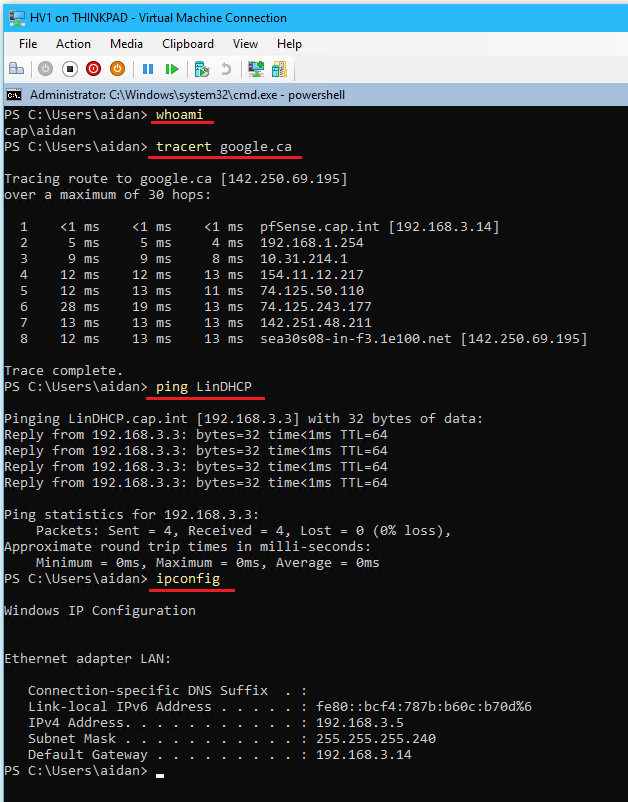 HV1 on THINKPAD - Virtual Machine Connection
File Action Media Clipboard View Help
Administrator: C:\Windows\system32\cmd.exe - powershell
PS C:\Users\aidan> whoami
cap\aidan
PS C:\Users\aidan> tracert google.ca
Tracing route to google.ca [142.250.69.195]
over a maximum of 30 hops:
1 <1 ms <1 ms <1 ms pfSense.cap.int [192.168.3.14]
2 5 ms 5 ms 4 ms 192.168.1.254
3 9 ms 9 ms 8 ms 10.31.214.1
4 12 ms 12 ms 13 ms 154.11.12.217
5 12 ms 13 ms 11 ms 74.125.50.110
6 28 ms 19 ms 13 ms 74.125.243.177
7 13 ms 13 ms 13 ms 142.251.48.211
8 12 ms 13 ms 13 ms sea30s08-in-f3.1e100.net [142.250.69.195]
Trace complete.
PS C:\Users\aidan> ping LinDHCP
Pinging LinDHCP.cap.int [192.168.3.3] with 32 bytes of data:
Reply from 192.168.3.3: bytes=32 time<1ms TTL=64
Reply from 192.168.3.3: bytes=32 time<1ms TTL=64
Reply from 192.168.3.3: bytes=32 time<1ms TTL=64
Reply from 192.168.3.3: bytes=32 time<1ms TTL=64
Ping statistics for 192.168.3.3:
Packets: Sent = 4, Received = 4, Lost = 0 (0% loss),
Approximate round trip times in milli-seconds:
Minimum = 0ms, Maximum = 0ms, Average = 0ms
PS C:\Users\aidan> ipconfig
Windows IP Configuration
Ethernet adapter LAN:
Connection-specific DNS Suffix . :
Link-local IPv6 Address . . . . . : fe80::bcf4:787b:b60c:b70d%6
IPv4 Address. . . . . . . . . . . : 192.168.3.5
Subnet Mask . . . . . . . . . . . : 255.255.255.240
Default Gateway . . . . . . . . . : 192.168.3.14
PS C:\Users\aidan>